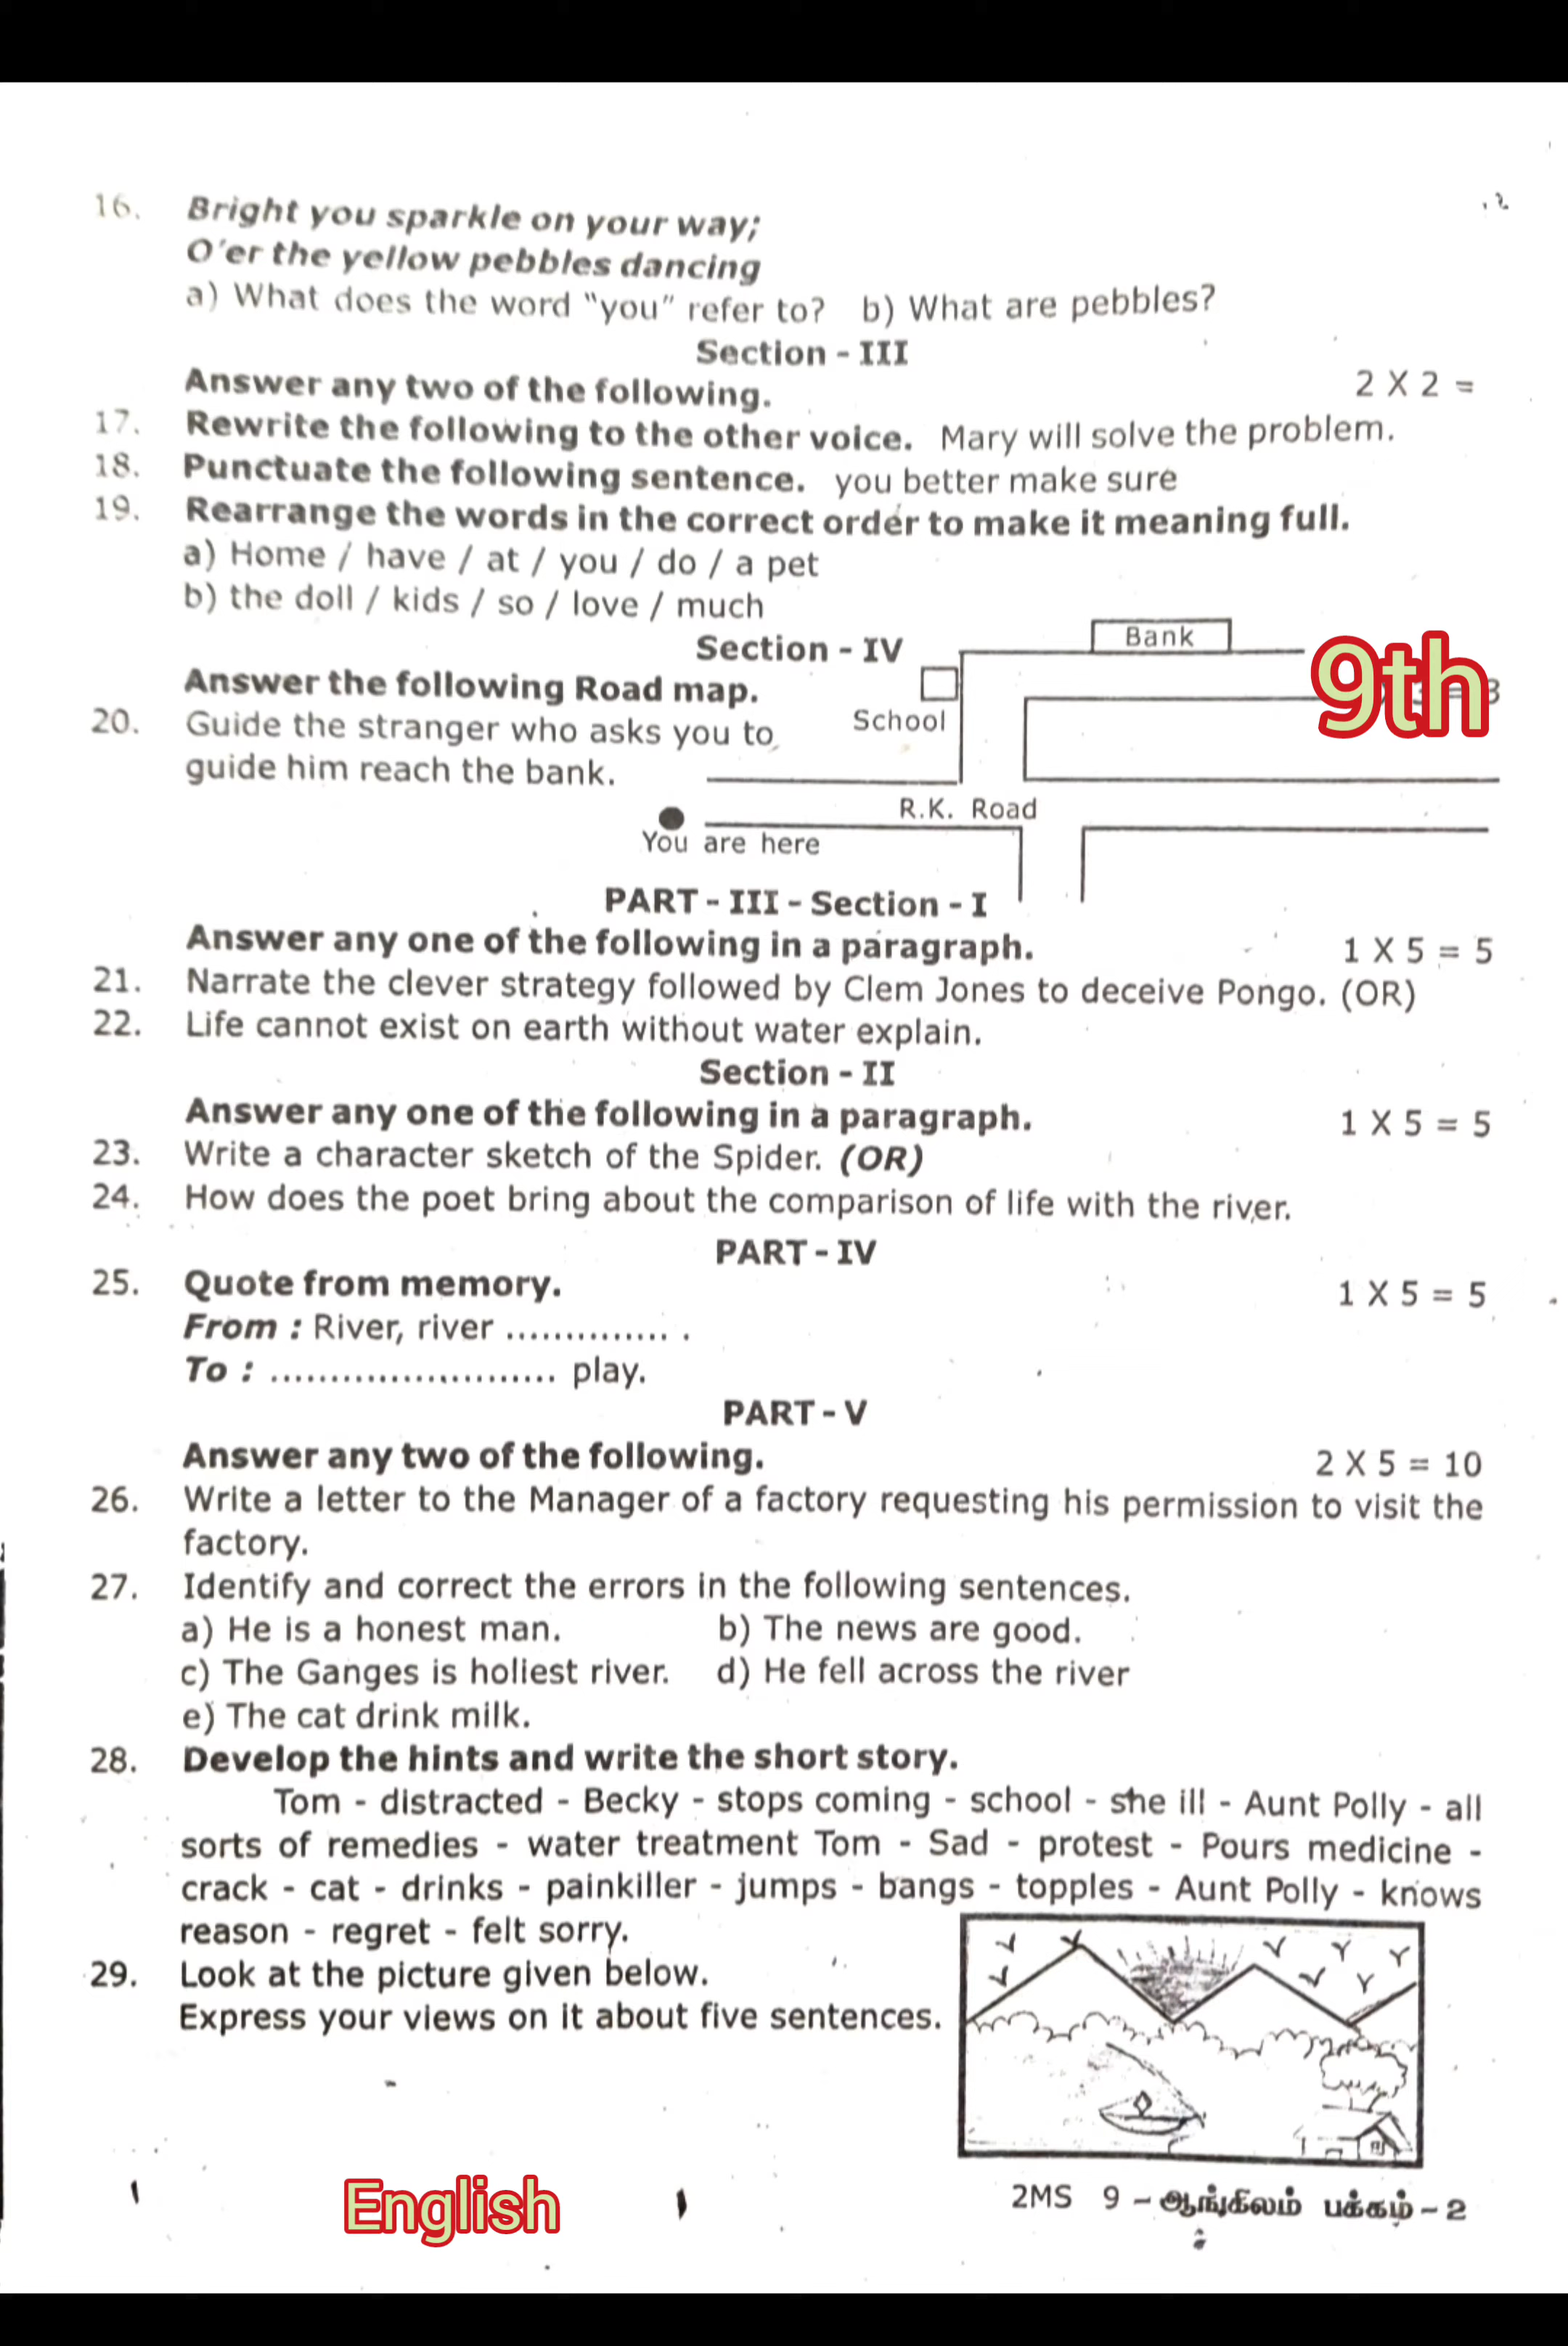 16. Bright you sparkle on your way;
O'er the yellow pebbles dancing
a) What does the word "you" refer to? b) What are pebbles?
Section - III
Answer any two of the following. 2 X 2 =
17. Rewrite the following to the other voice. Mary will solve the problem.
18. Punctuate the following sentence. you better make sure
19. Rearrange the words in the correct order to make it meaning full.
a) Home / have / at / you / do / a pet
b) the doll / kids / so / love / much
Section - IV
Bank
9th
Answer the following Road map.
School
20. Guide the stranger who asks you to
guide him reach the bank.
R.K. Road
You are here
PART - III - Section - I
Answer any one of the following in a paragraph. 1 X 5 = 5
21. Narrate the clever strategy followed by Clem Jones to deceive Pongo. (OR)
22. Life cannot exist on earth without water explain.
Section - II
Answer any one of the following in a paragraph. 1 X 5 = 5
23. Write a character sketch of the Spider. (OR)
24. How does the poet bring about the comparison of life with the river.
PART - IV
25. Quote from memory. 1 X 5 = 5
From : River, river .............. .
To : ........................ play.
PART - V
Answer any two of the following. 2 X 5 = 10
26. Write a letter to the Manager of a factory requesting his permission to visit the
factory.
27. Identify and correct the errors in the following sentences.
a) He is a honest man. b) The news are good.
c) The Ganges is holiest river. d) He fell across the river
e) The cat drink milk.
28. Develop the hints and write the short story.
Tom - distracted - Becky - stops coming - school - she ill - Aunt Polly - all
sorts of remedies - water treatment Tom - Sad - protest - Pours medicine -
crack - cat - drinks - painkiller - jumps - bangs - topples - Aunt Polly - knows
reason - regret - felt sorry.
29. Look at the picture given below.
Express your views on it about five sentences.
English
2MS 9 - ஆங்கிலம் பக்கம் - 2